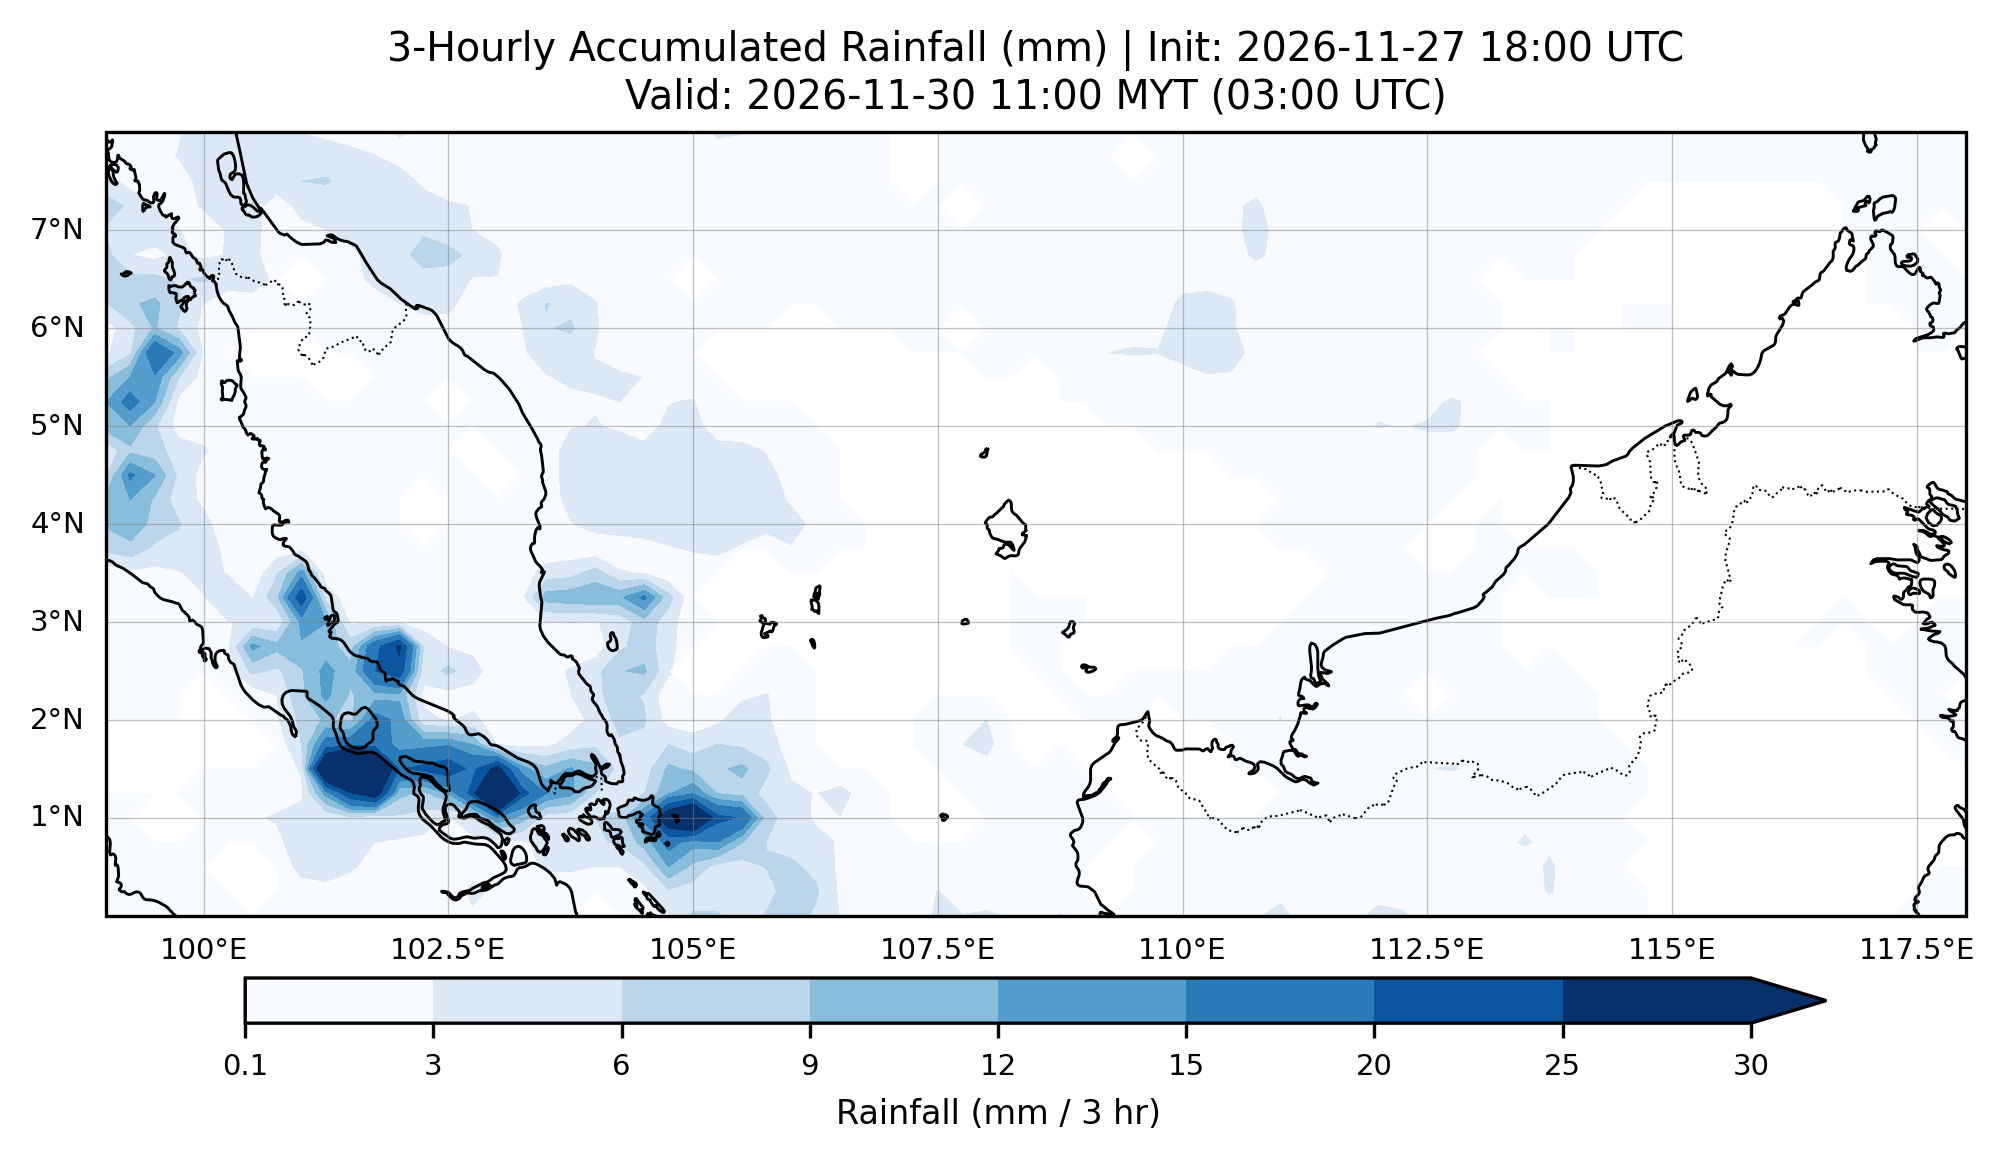 3-Hourly Accumulated Rainfall (mm) | Init: 2026-11-27 18:00 UTC
Valid: 2026-11-30 11:00 MYT (03:00 UTC)
7°N
6°N
5°N
4°N
3°N
2°N
1°N
100°E 102.5°E 105°E 107.5°E 110°E 112.5°E 115°E 117.5°E
0.1 3 6 9 12 15 20 25 30
Rainfall (mm / 3 hr)